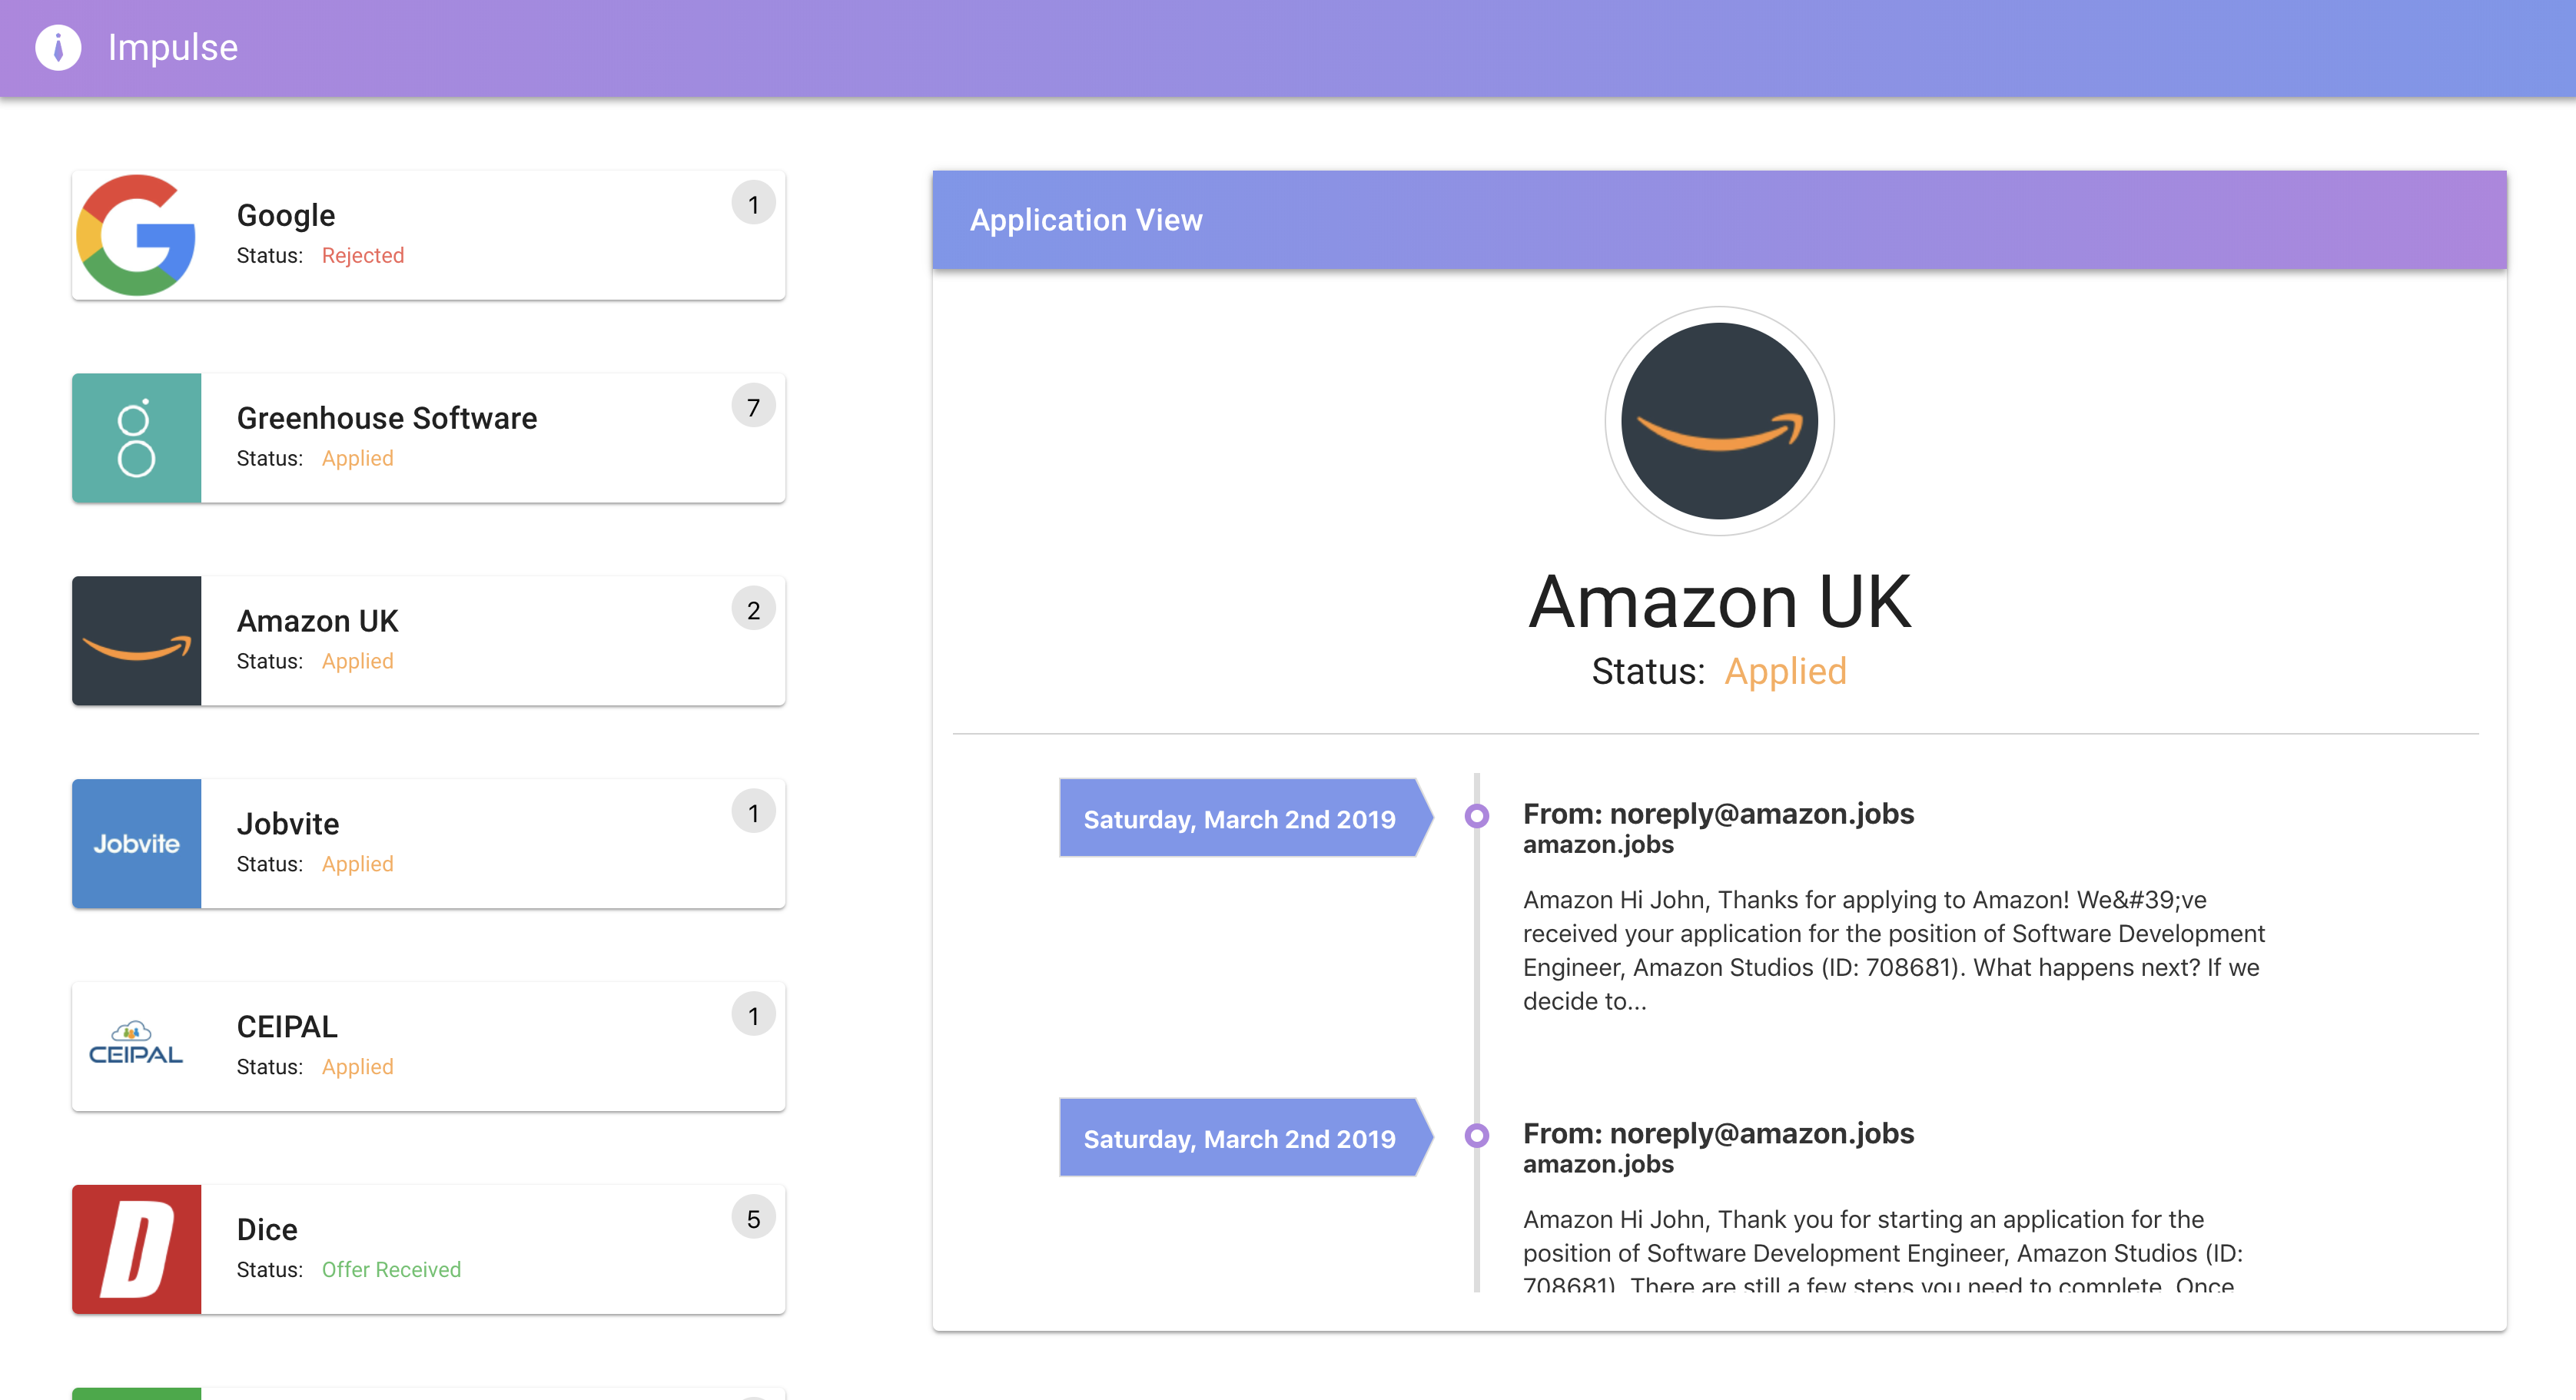 Impulse
Google
1
Status: Rejected
Greenhouse Software
7
Status: Applied
Amazon UK
2
Status: Applied
Jobvite
Jobvite
1
Status: Applied
CEIPAL
CEIPAL
1
Status: Applied
D
Dice
5
Status: Offer Received
Application View
Amazon UK
Status: Applied
Saturday, March 2nd 2019
From: noreply@amazon.jobs
amazon.jobs
Amazon Hi John, Thanks for applying to Amazon! We&#39;ve
received your application for the position of Software Development
Engineer, Amazon Studios (ID: 708681). What happens next? If we
decide to...
Saturday, March 2nd 2019
From: noreply@amazon.jobs
amazon.jobs
Amazon Hi John, Thank you for starting an application for the
position of Software Development Engineer, Amazon Studios (ID:
708681). There are still a few steps you need to complete. Once